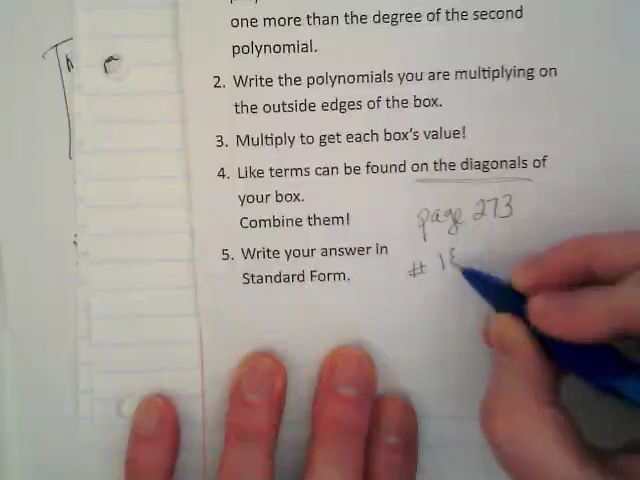 one more than the degree of the second
polynomial.
2. Write the polynomials you are multiplying on
the outside edges of the box.
3. Multiply to get each box's value!
4. Like terms can be found on the diagonals of
your box.
Combine them!
page 273
5. Write your answer in
Standard Form.
# 18